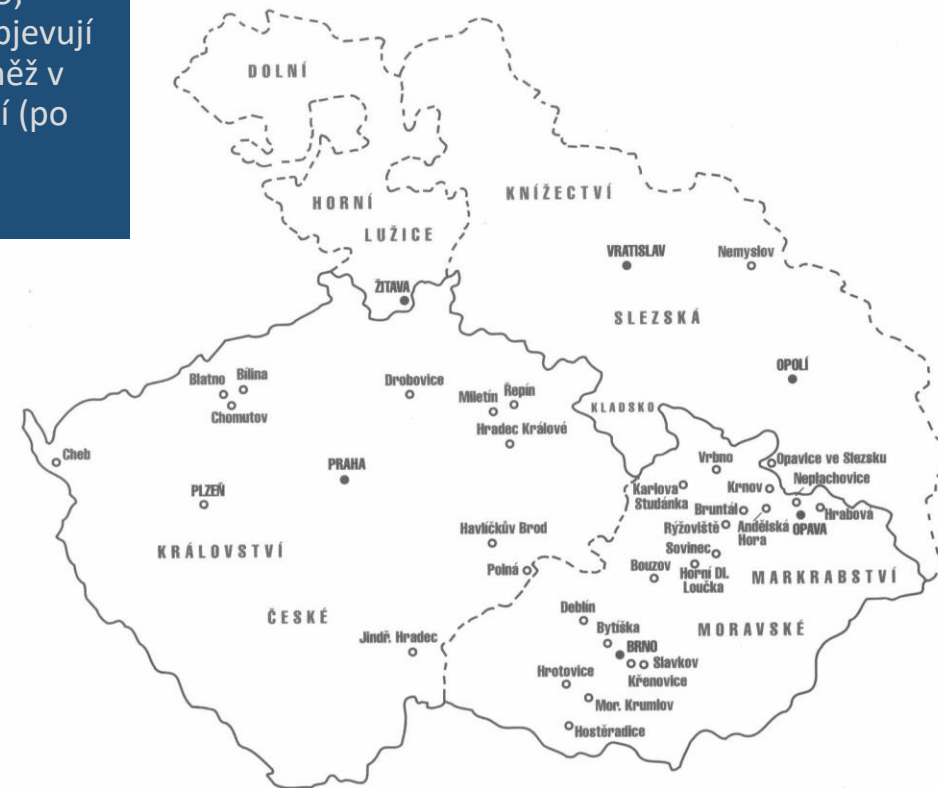 bjevují
něž v
í (po
DOLNÍ
HORNÍ
LUŽICE
KNÍŽECTVÍ
VRATISLAV
Nemyslov
ŽITAVA
SLEZSKÁ
OPOLÍ
Blatno
Bílina
Chomutov
Drobovice
Miletín
Řepín
KLADSKO
Hradec Králové
Cheb
PRAHA
PLZEŇ
Vrbno
Opavice ve Slezsku
Neplachovice
Karlova
Studánka
Krnov
Bruntál
Hrabová
Rýžoviště
Andělská
Hora
OPAVA
Havlíčkův Brod
KRÁLOVSTVÍ
Sovinec
Polná
Bouzov
Horní Dl.
Loučka
MARKRABSTVÍ
Deblín
ČESKÉ
Bytíška
MORAVSKÉ
Jindř. Hradec
BRNO
Slavkov
Křenovice
Hrotovice
Mor. Krumlov
Hostěradice